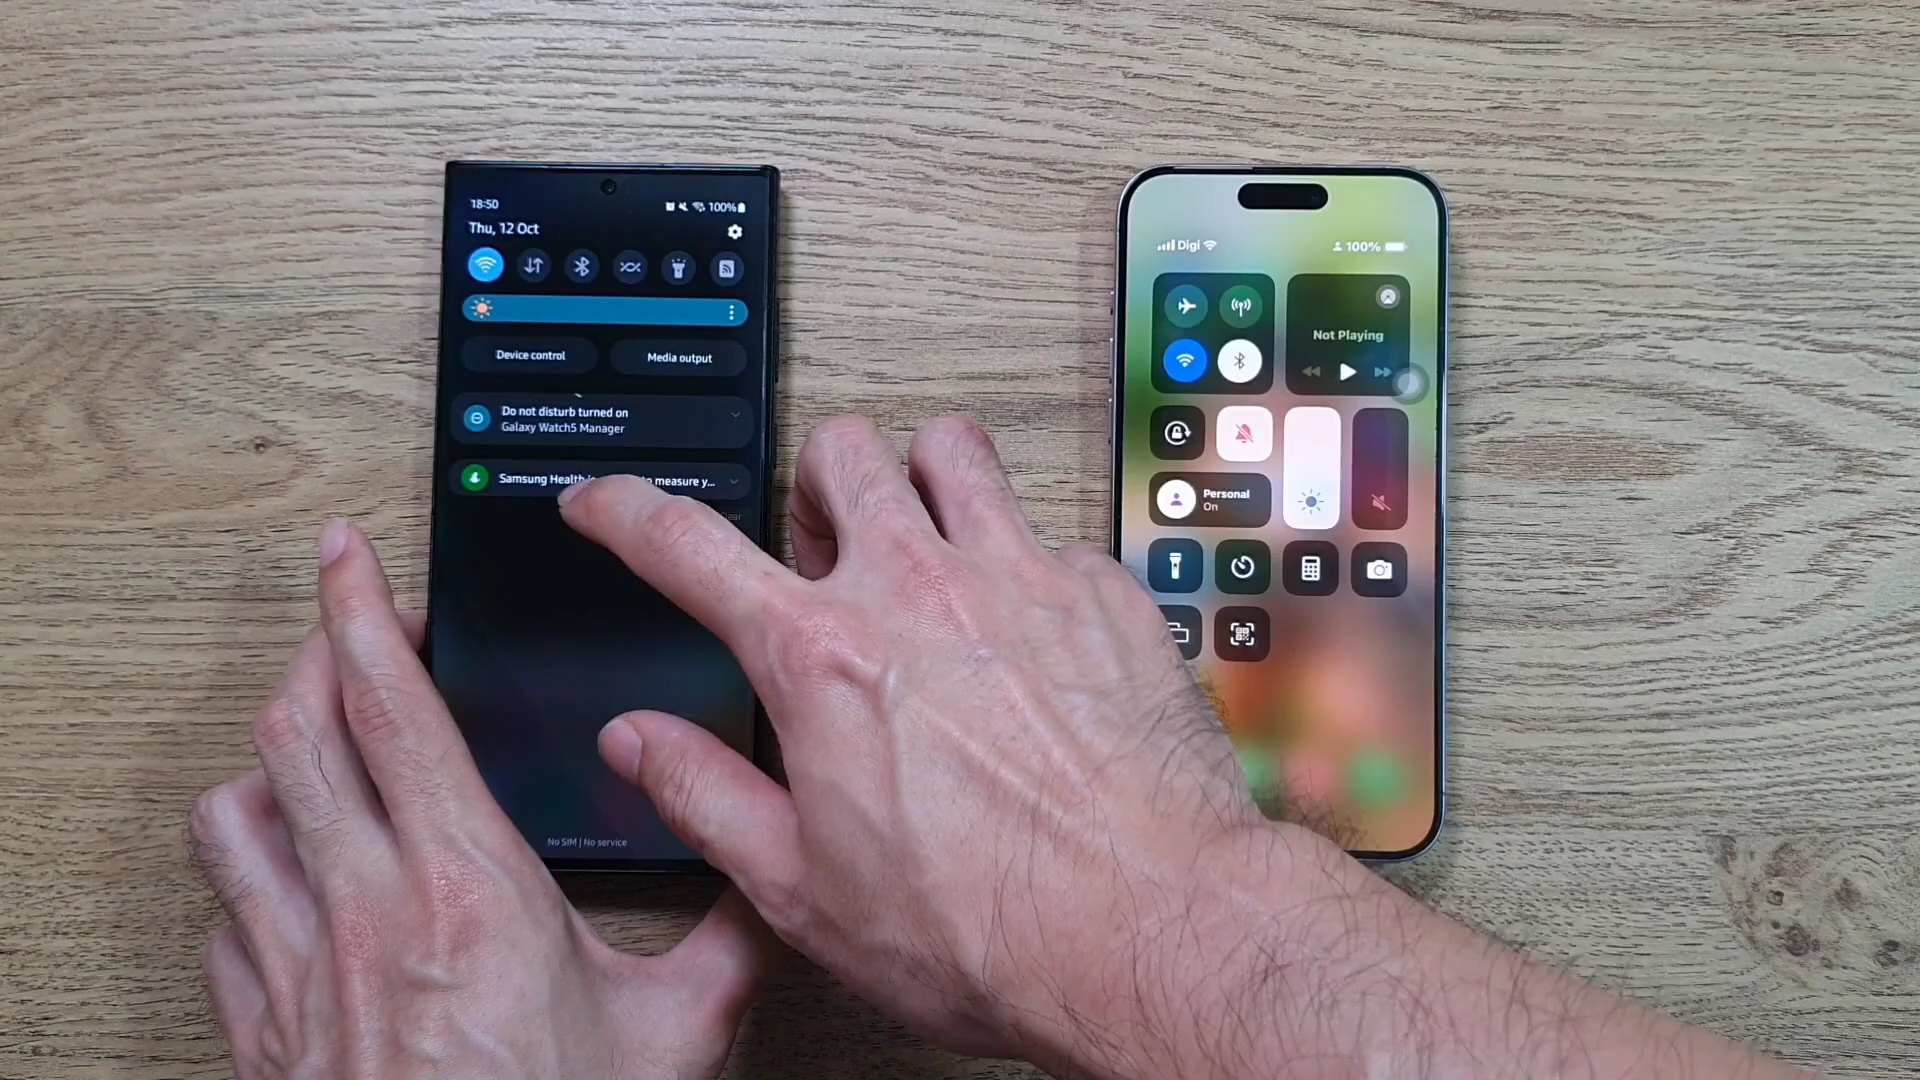 18:50
100%
Thu, 12 Oct
Device control
Media output
Do not disturb turned on
Galaxy Watch5 Manager
Samsung Health measure y...
Clear
No SIM | No service
Digi
100%
Not Playing
Personal
On